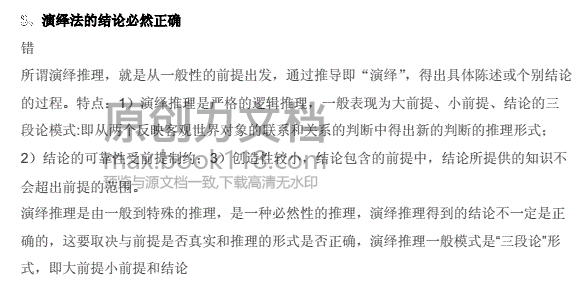 5、演绎法的结论必然正确
错
所谓演绎推理，就是从一般性的前提出发，通过推导即“演绎”，得出具体陈述或个别结论
的过程。特点：1）演绎推理是严格的逻辑推理，一般表现为大前提、小前提、结论的三
段论模式:即从两个反映客观世界对象的联系和关系的判断中得出新的判断的推理形式；
2）结论的可靠性受前提制约；3）创造性较小，结论包含的前提中，结论所提供的知识不
会超出前提的范围。
演绎推理是由一般到特殊的推理，是一种必然性的推理，演绎推理得到的结论不一定是正
确的，这要取决与前提是否真实和推理的形式是否正确，演绎推理一般模式是“三段论”形
式，即大前提小前提和结论
原创力文档
max.book118.com
预览与源文档一致,下载高清无水印